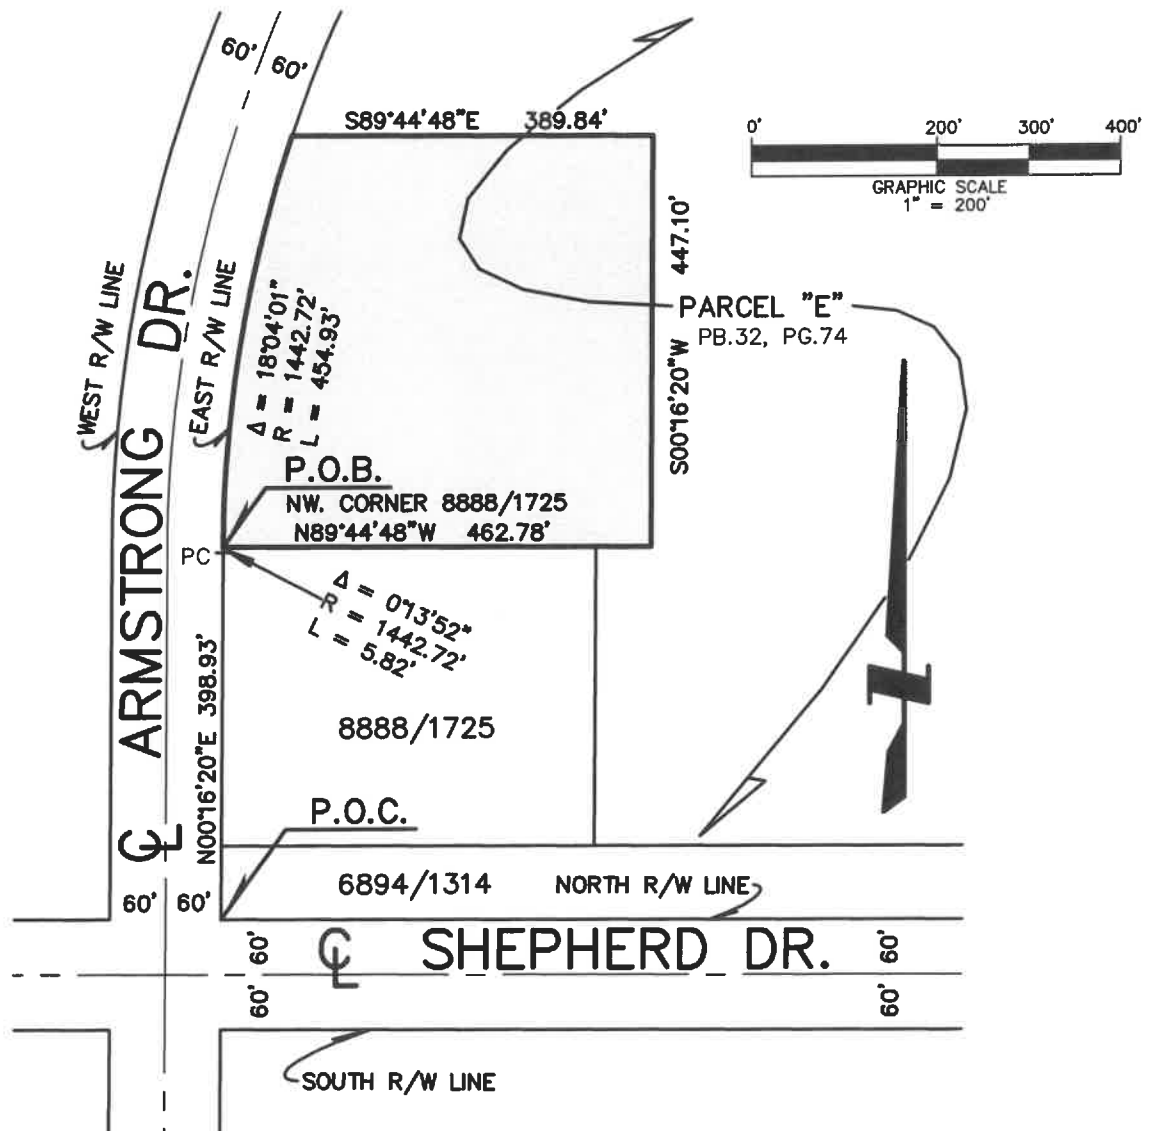 60'
60'
S89°44'48"E 389.84'
0'
200'
300'
400'
GRAPHIC SCALE
1" = 200'
447.10'
S00°16'20"W
WEST R/W LINE
EAST R/W LINE
Δ = 18°04'01"
R = 1442.72'
L = 454.93'
PARCEL "E"
PB.32, PG.74
P.O.B.
NW. CORNER 8888/1725
N89°44'48"W 462.78'
PC
Δ = 0°13'52"
R = 1442.72'
L = 5.82'
℄ ARMSTRONG DR.
N00°16'20"E 398.93'
8888/1725
P.O.C.
6894/1314
NORTH R/W LINE
60'
60'
60'
℄ SHEPHERD DR.
60'
60'
60'
SOUTH R/W LINE
N